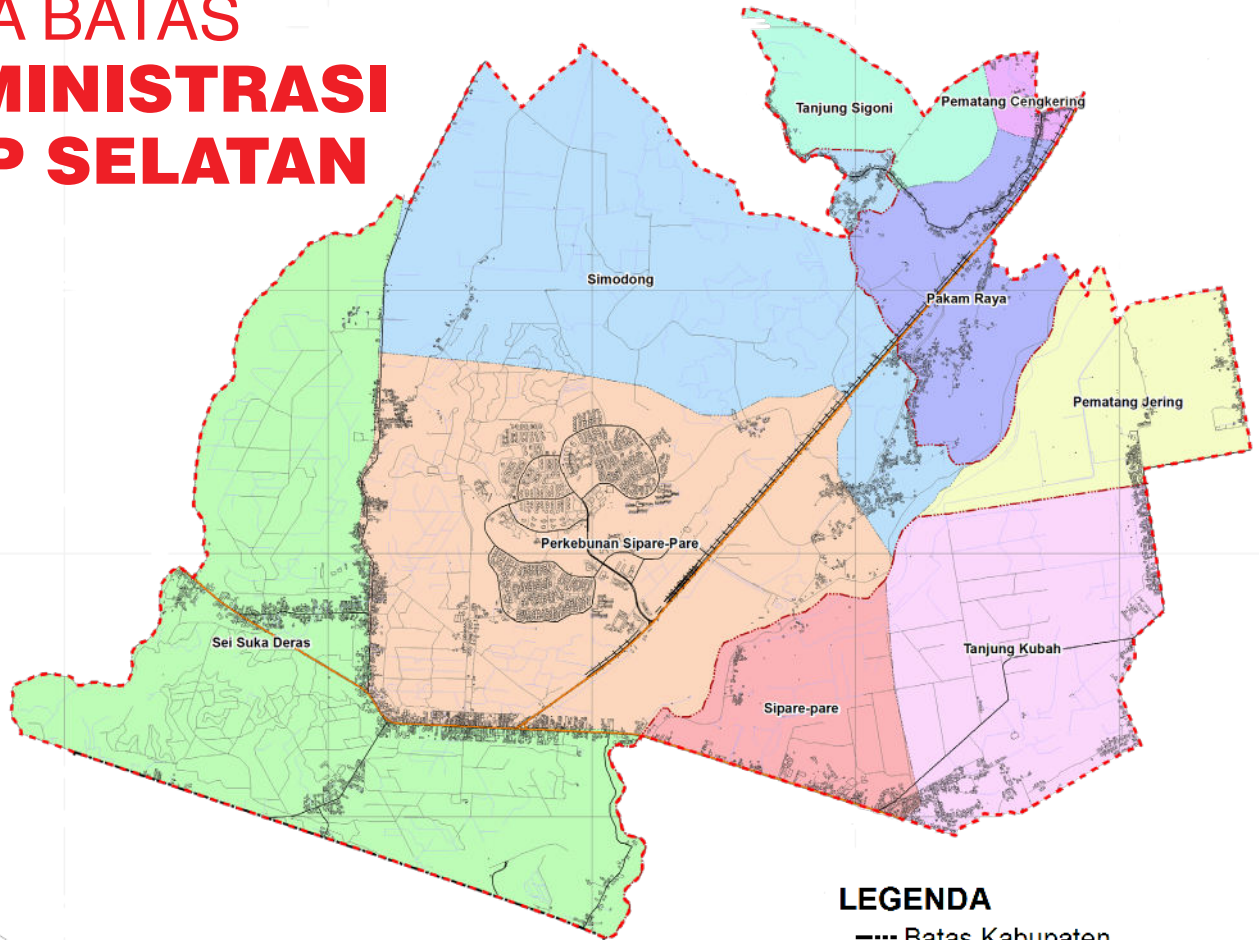 A BATAS
MINISTRASI
P SELATAN
Tanjung Sigoni
Pematang Cengkering
Simodong
Pakam Raya
Pematang Jering
Perkebunan Sipare-Pare
Sei Suka Deras
Tanjung Kubah
Sipare-pare
LEGENDA
Batas Kabupaten